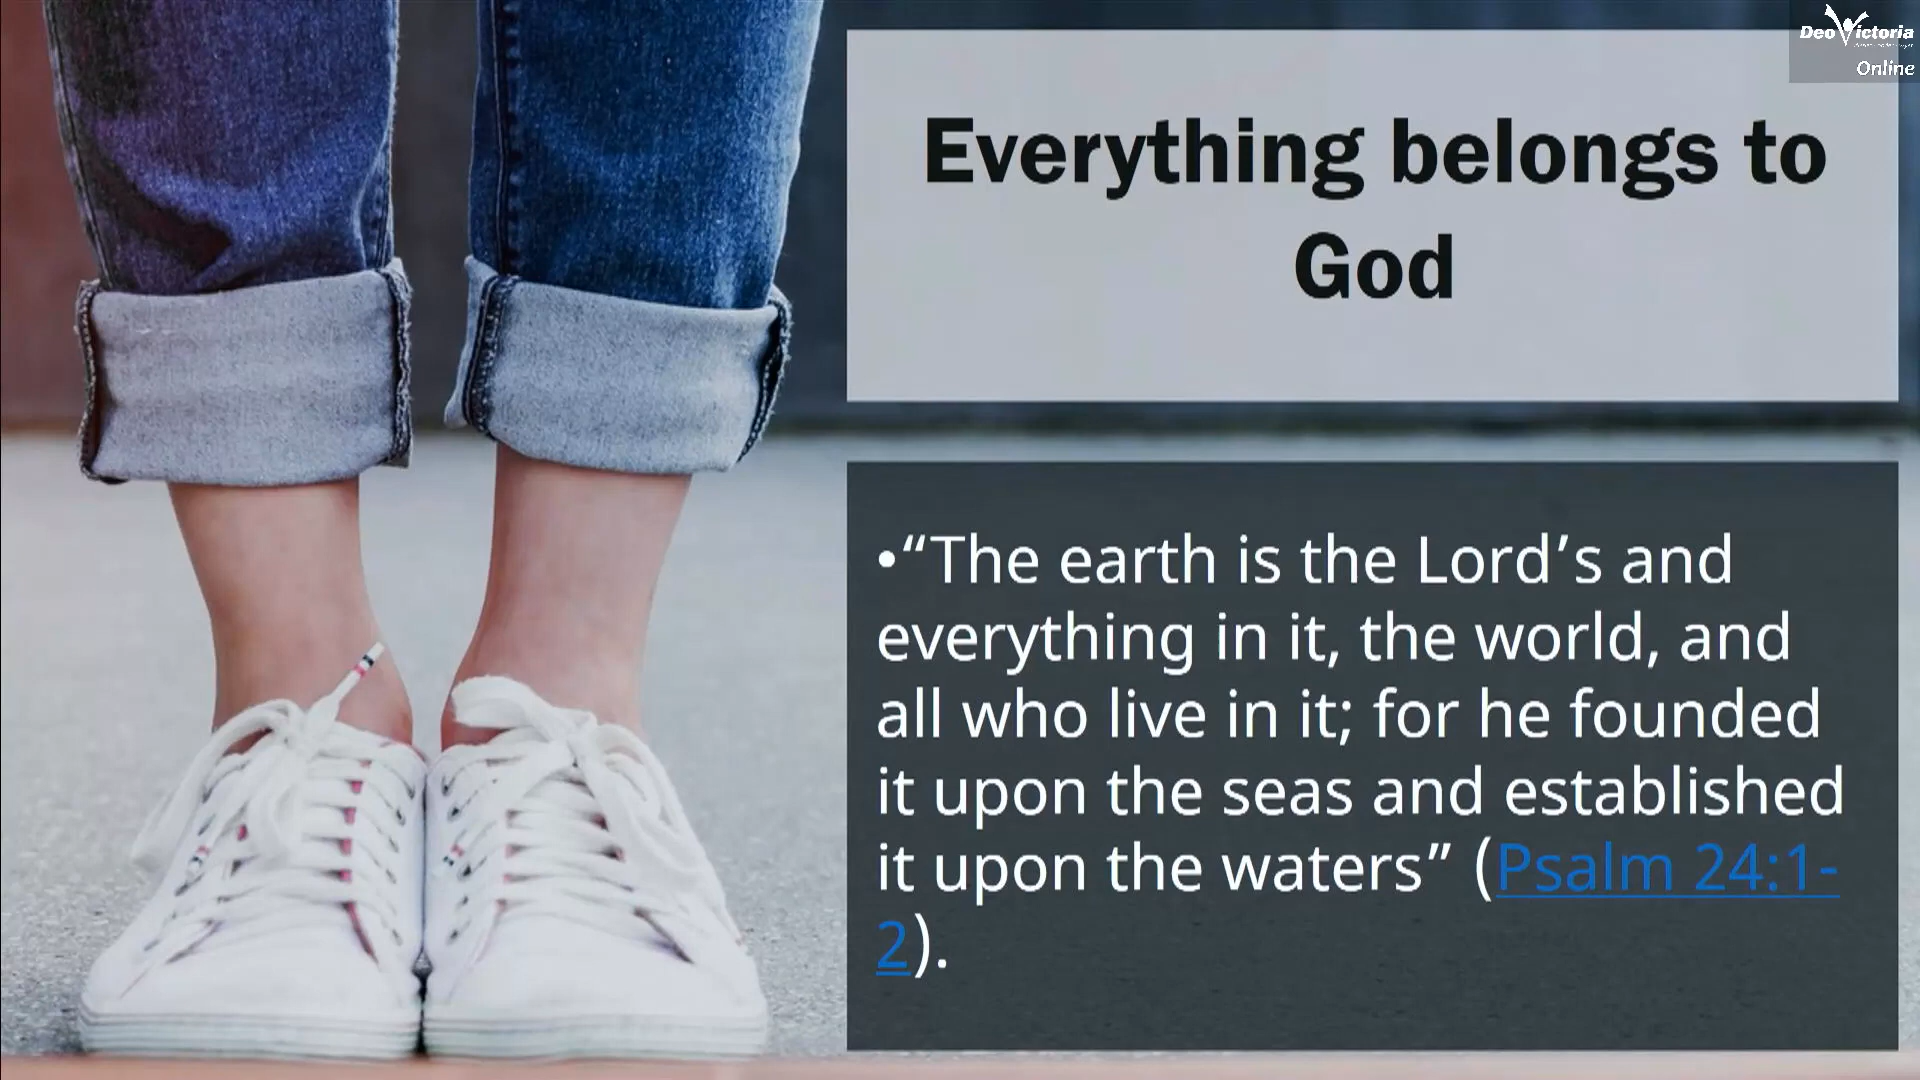 Deo Victoria
Online
Everything belongs to
God
•“The earth is the Lord’s and
everything in it, the world, and
all who live in it; for he founded
it upon the seas and established
it upon the waters” (Psalm 24:1-
2).